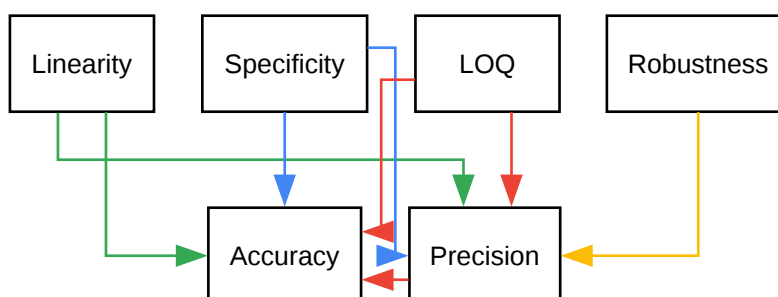 Linearity
Specificity
LOQ
Robustness
Accuracy
Precision